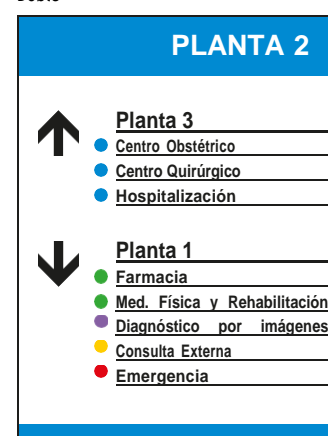 PLANTA 2
Planta 3
Centro Obstétrico
Centro Quirúrgico
Hospitalización
Planta 1
Farmacia
Med. Física y Rehabilitación
Diagnóstico por imágenes
Consulta Externa
Emergencia